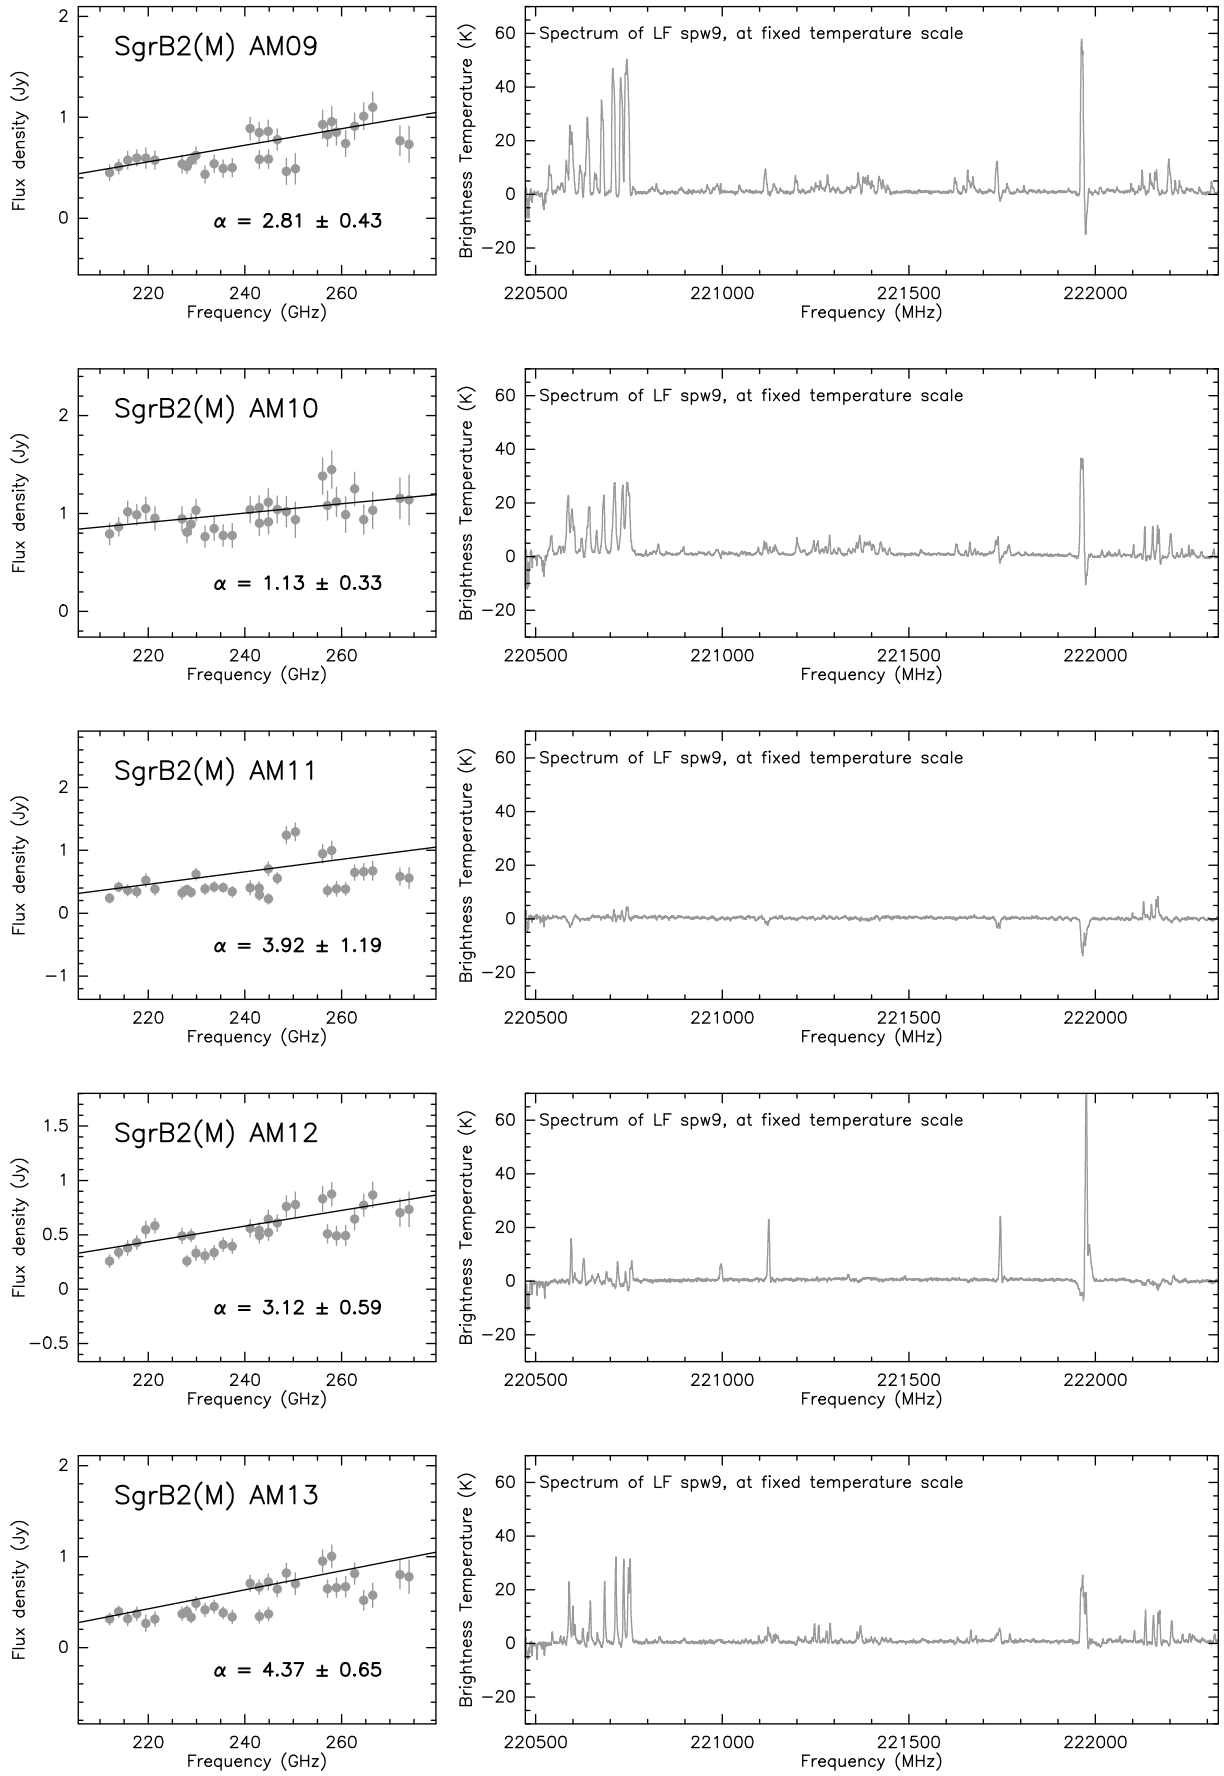 SgrB2(M) AM09
α = 2.81 ± 0.43
Flux density (Jy)
2
1
0
220
240
260
Frequency (GHz)
Spectrum of LF spw9, at fixed temperature scale
Brightness Temperature (K)
60
40
20
0
−20
220500
221000
221500
222000
Frequency (MHz)
SgrB2(M) AM10
α = 1.13 ± 0.33
Flux density (Jy)
2
1
0
220
240
260
Frequency (GHz)
Spectrum of LF spw9, at fixed temperature scale
Brightness Temperature (K)
60
40
20
0
−20
220500
221000
221500
222000
Frequency (MHz)
SgrB2(M) AM11
α = 3.92 ± 1.19
Flux density (Jy)
2
1
0
−1
220
240
260
Frequency (GHz)
Spectrum of LF spw9, at fixed temperature scale
Brightness Temperature (K)
60
40
20
0
−20
220500
221000
221500
222000
Frequency (MHz)
SgrB2(M) AM12
α = 3.12 ± 0.59
Flux density (Jy)
1.5
1
0.5
0
−0.5
220
240
260
Frequency (GHz)
Spectrum of LF spw9, at fixed temperature scale
Brightness Temperature (K)
60
40
20
0
−20
220500
221000
221500
222000
Frequency (MHz)
SgrB2(M) AM13
α = 4.37 ± 0.65
Flux density (Jy)
2
1
0
220
240
260
Frequency (GHz)
Spectrum of LF spw9, at fixed temperature scale
Brightness Temperature (K)
60
40
20
0
−20
220500
221000
221500
222000
Frequency (MHz)